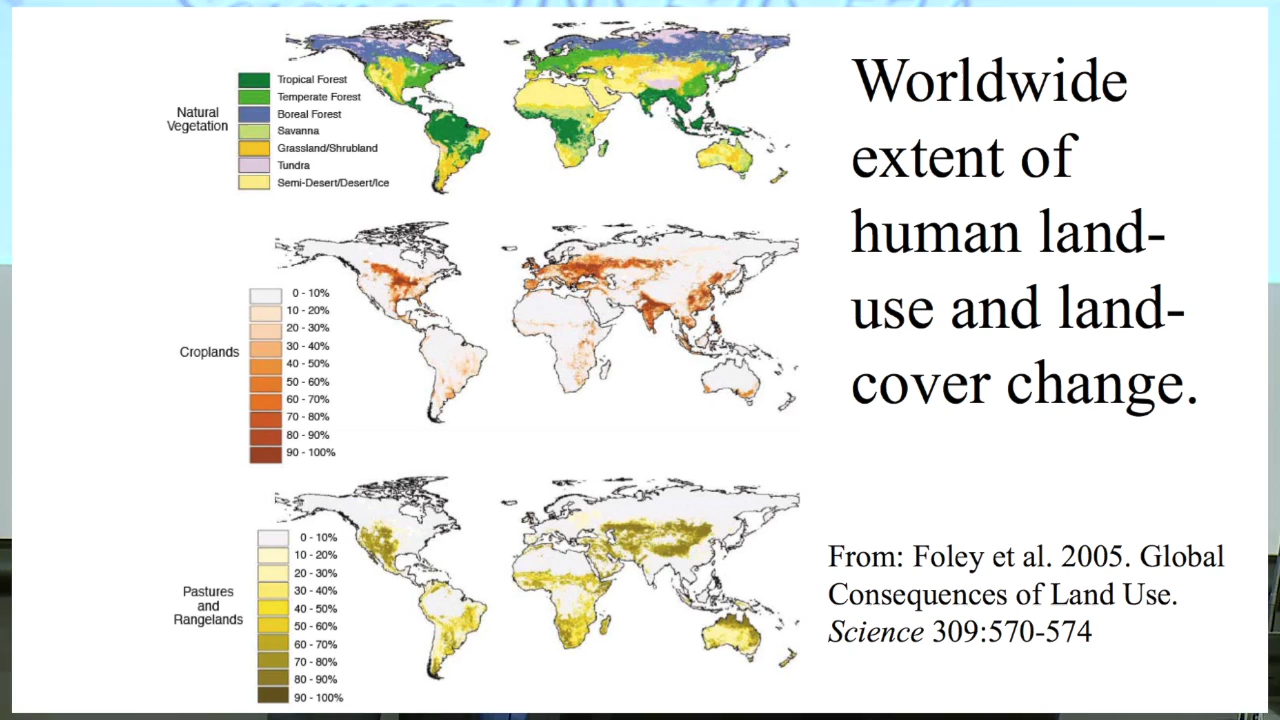 Worldwide
extent of
human land-
use and land-
cover change.
Natural
Vegetation
Tropical Forest
Temperate Forest
Boreal Forest
Savanna
Grassland/Shrubland
Tundra
Semi-Desert/Desert/Ice
Croplands
0 - 10%
10 - 20%
20 - 30%
30 - 40%
40 - 50%
50 - 60%
60 - 70%
70 - 80%
80 - 90%
90 - 100%
Pastures
and
Rangelands
0 - 10%
10 - 20%
20 - 30%
30 - 40%
40 - 50%
50 - 60%
60 - 70%
70 - 80%
80 - 90%
90 - 100%
From: Foley et al. 2005. Global
Consequences of Land Use.
Science 309:570-574